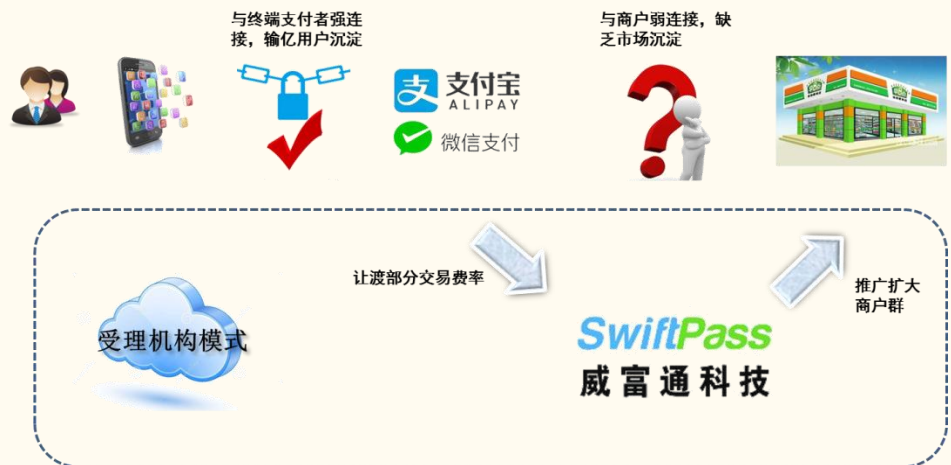 与终端支付者强连
接，输亿用户沉淀
与商户弱连接，缺
乏市场沉淀
支 支付宝
ALIPAY
微信支付
让渡部分交易费率
推广扩大
商户群
受理机构模式
SwiftPass
威富通科技